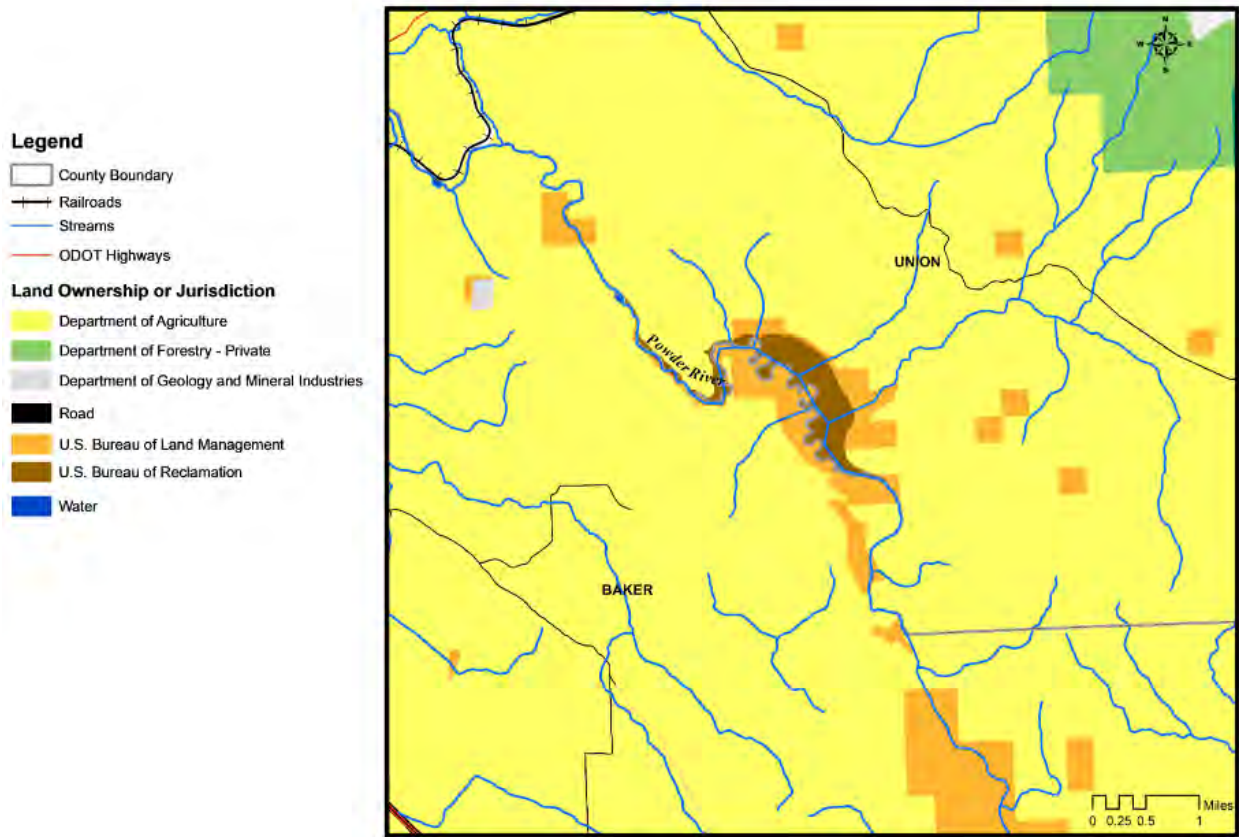 Legend
County Boundary
Railroads
Streams
ODOT Highways
Land Ownership or Jurisdiction
Department of Agriculture
Department of Forestry - Private
Department of Geology and Mineral Industries
Road
U.S. Bureau of Land Management
U.S. Bureau of Reclamation
Water
N
W E
S
UNION
Powder River
BAKER
Miles
0 0.25 0.5 1